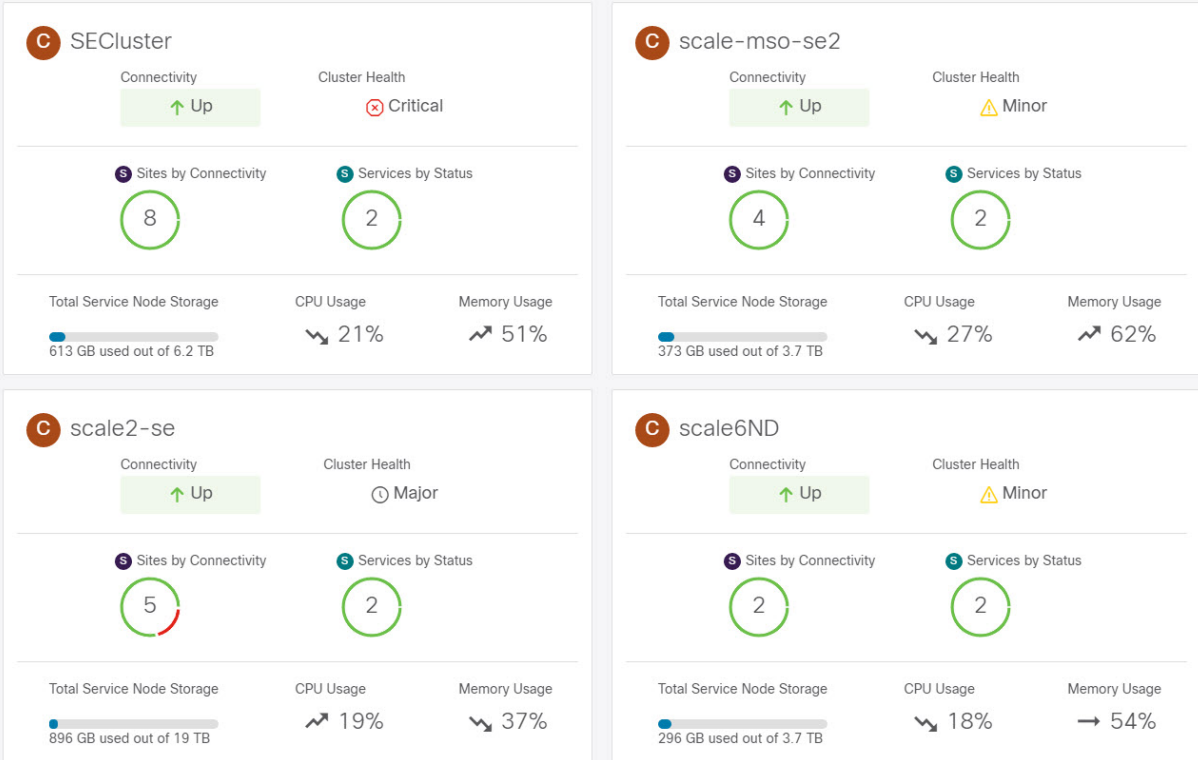 C SECluster
Connectivity Cluster Health
Up Critical
S Sites by Connectivity S Services by Status
8 2
Total Service Node Storage CPU Usage Memory Usage
21% 51%
613 GB used out of 6.2 TB
C scale-mso-se2
Connectivity Cluster Health
Up Minor
S Sites by Connectivity S Services by Status
4 2
Total Service Node Storage CPU Usage Memory Usage
27% 62%
373 GB used out of 3.7 TB
C scale2-se
Connectivity Cluster Health
Up Major
S Sites by Connectivity S Services by Status
5 2
Total Service Node Storage CPU Usage Memory Usage
19% 37%
896 GB used out of 19 TB
C scale6ND
Connectivity Cluster Health
Up Minor
S Sites by Connectivity S Services by Status
2 2
Total Service Node Storage CPU Usage Memory Usage
18% 54%
296 GB used out of 3.7 TB